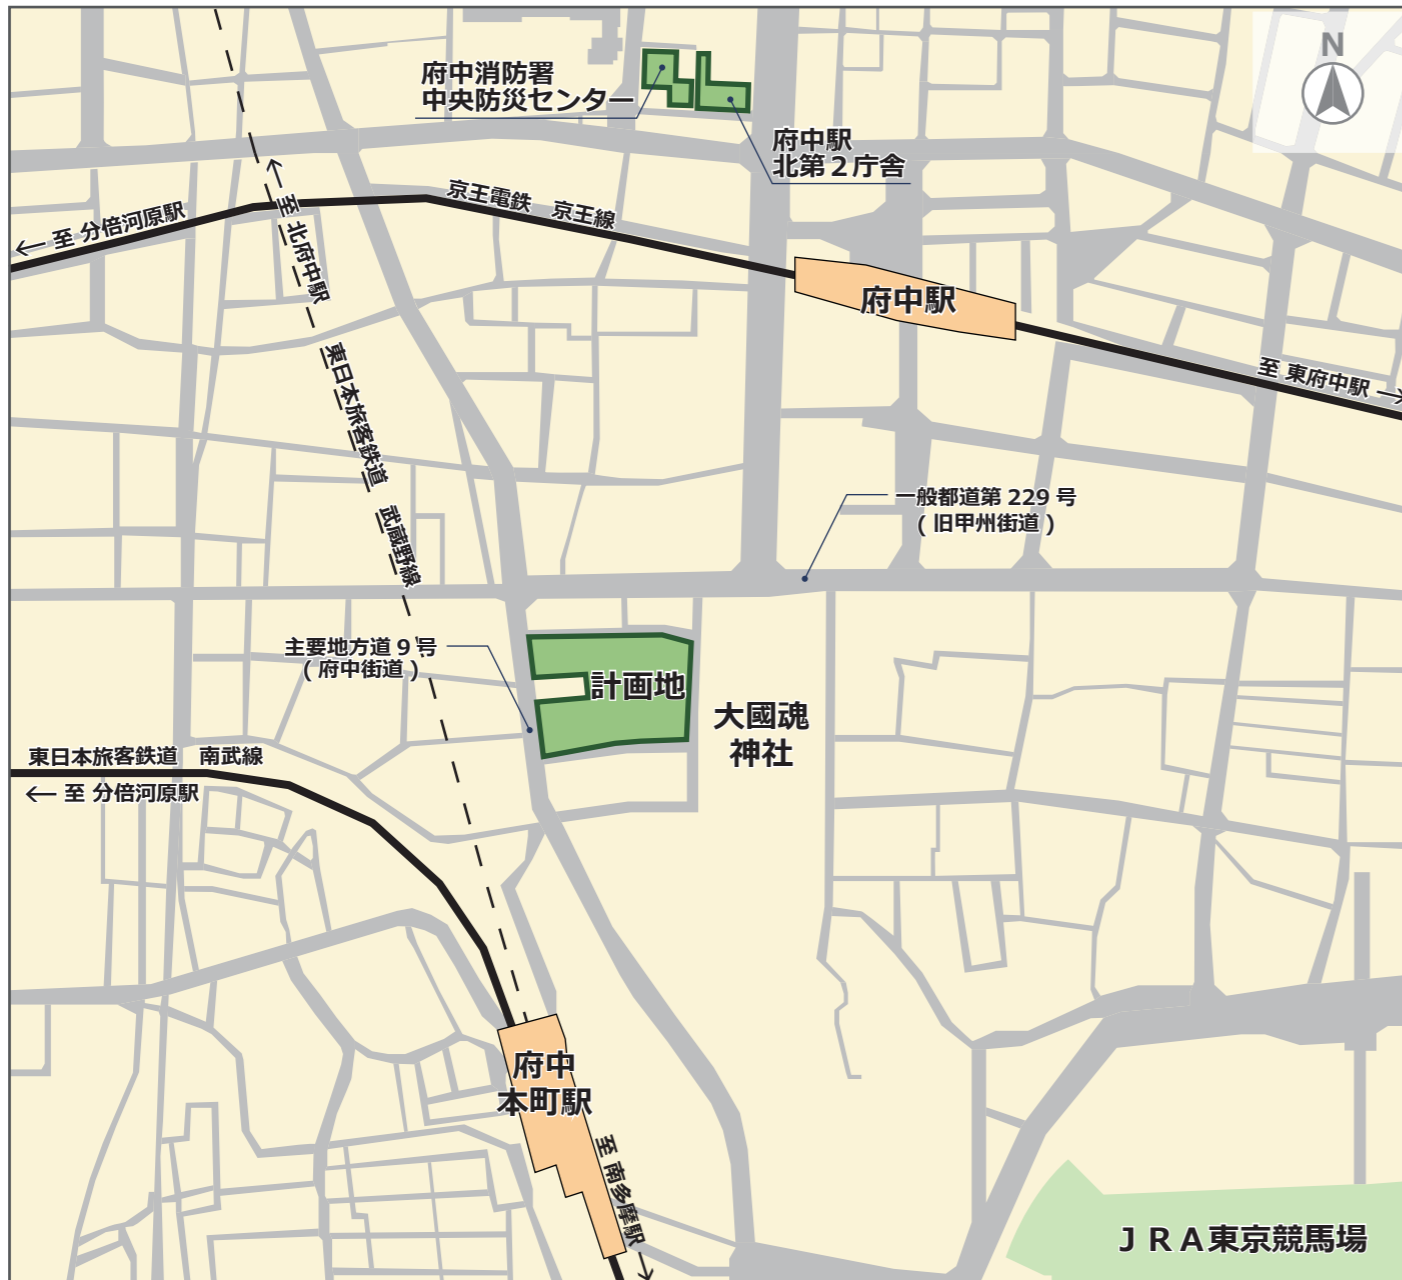 N
府中消防署
中央防災センター
府中駅
北第２庁舎
京王電鉄　京王線
← 至 分倍河原駅
← 至 北府中駅
府中駅
至 東府中駅 →
東日本旅客鉄道　武蔵野線
一般都道第 229 号
( 旧甲州街道 )
主要地方道 9 号
( 府中街道 )
計画地
大國魂
神社
東日本旅客鉄道　南武線
← 至 分倍河原駅
府中
本町駅
至 南多摩駅 →
ＪＲＡ東京競馬場